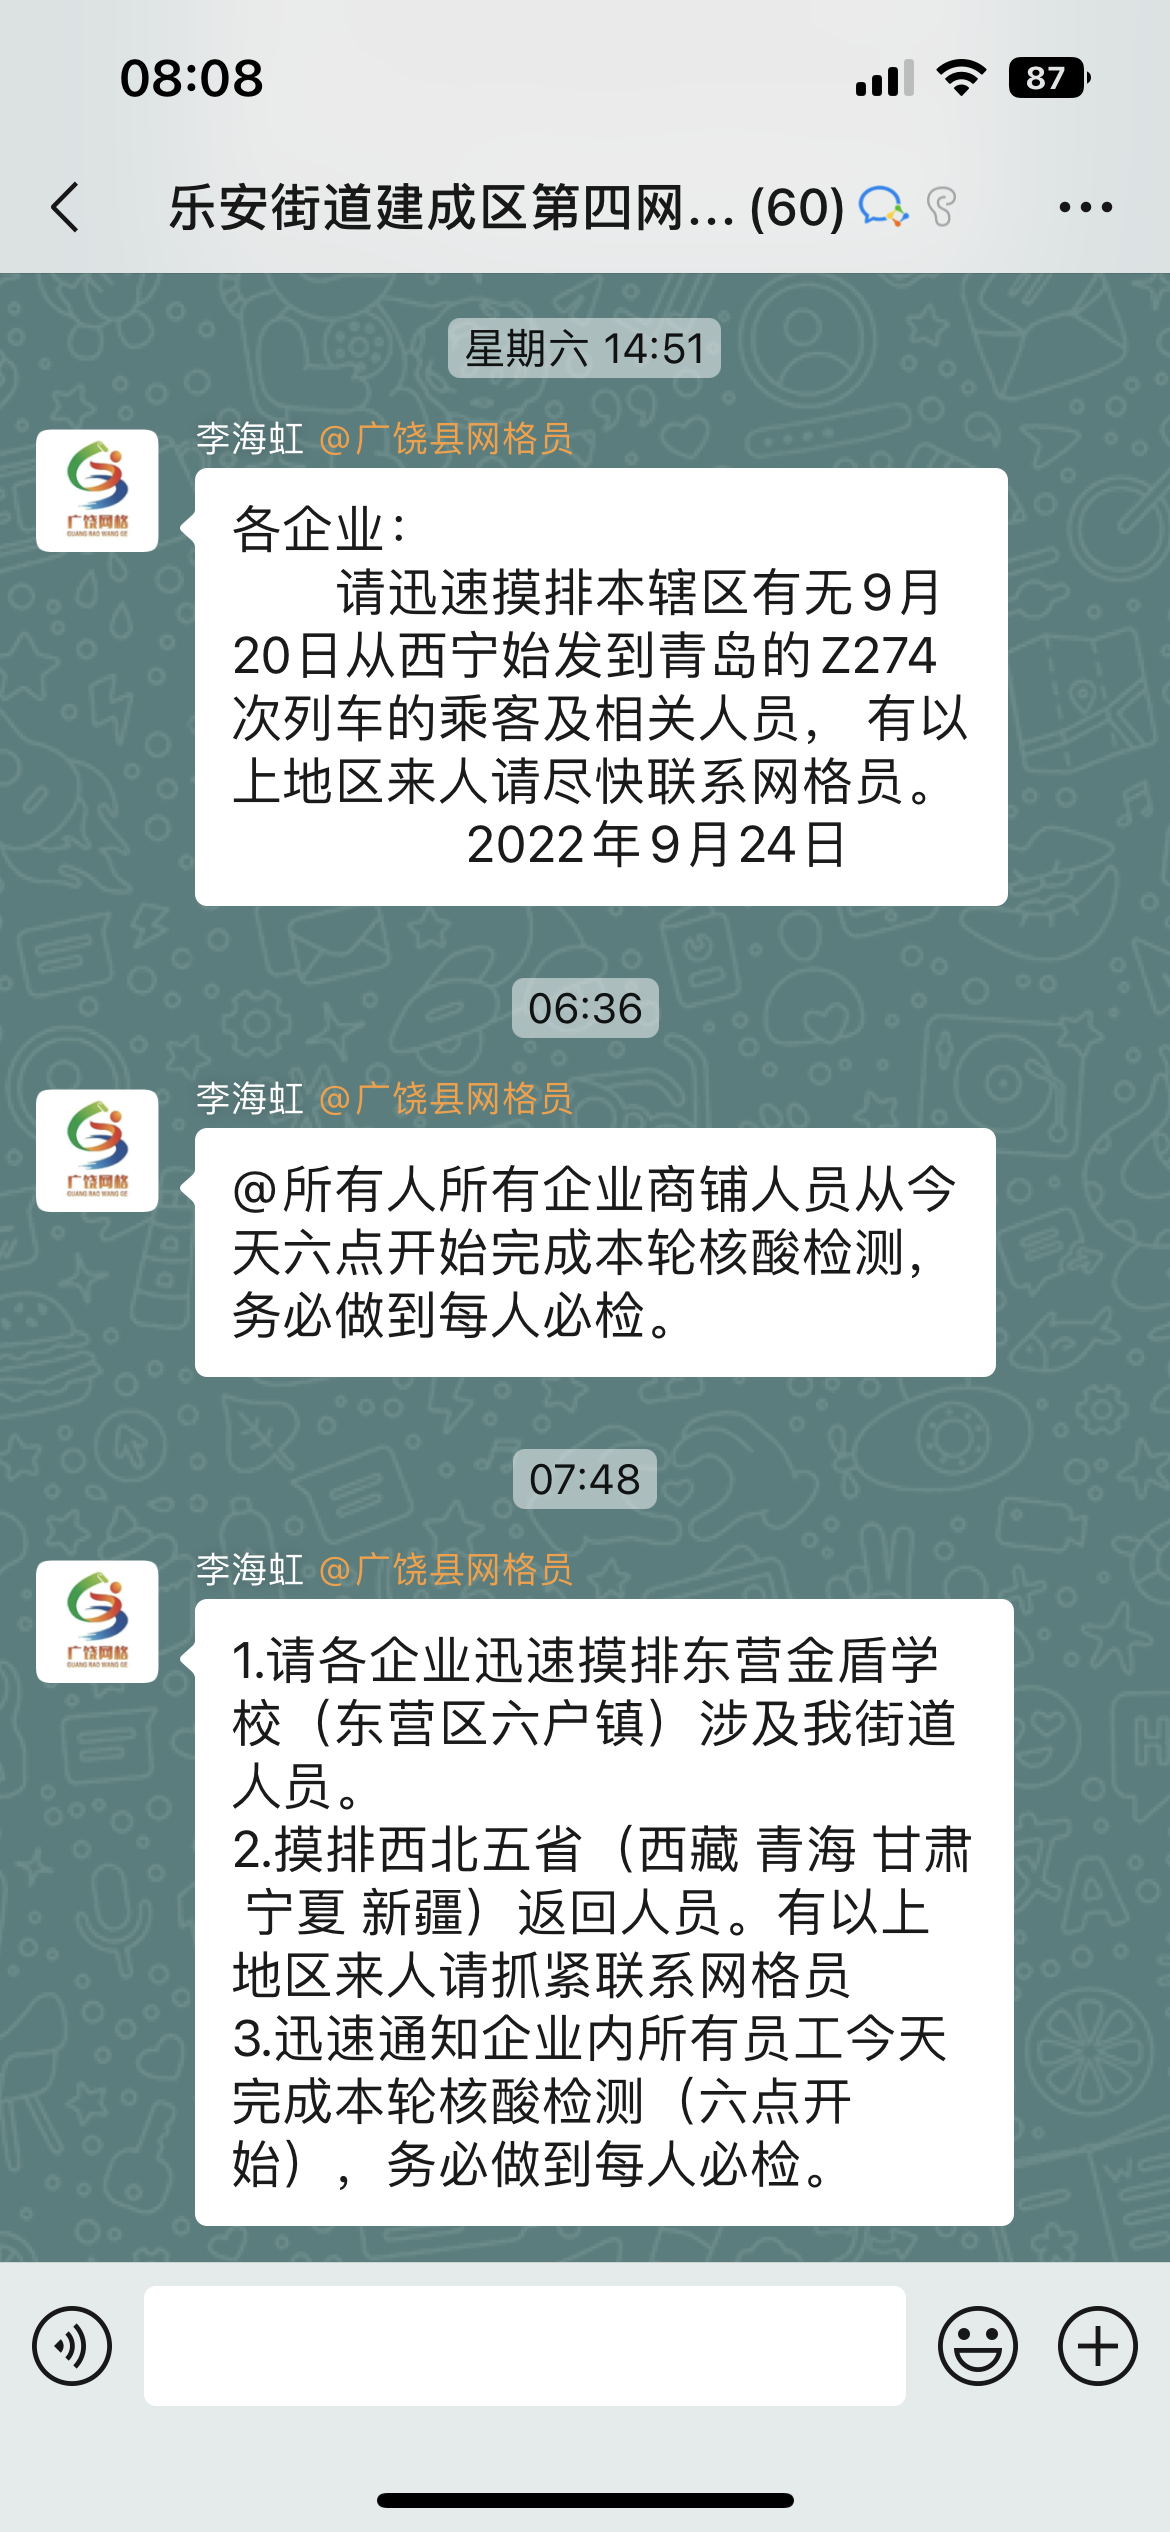 08:08
87
乐安街道建成区第四网... (60)
星期六 14:51
李海虹 @广饶县网格员
广饶网格
GUANG RAO WANG GE
各企业：
请迅速摸排本辖区有无9月
20日从西宁始发到青岛的Z274
次列车的乘客及相关人员， 有以
上地区来人请尽快联系网格员。
2022年9月24日
06:36
李海虹 @广饶县网格员
广饶网格
GUANG RAO WANG GE
@所有人所有企业商铺人员从今
天六点开始完成本轮核酸检测，
务必做到每人必检。
07:48
李海虹 @广饶县网格员
广饶网格
GUANG RAO WANG GE
1.请各企业迅速摸排东营金盾学
校（东营区六户镇）涉及我街道
人员。
2.摸排西北五省（西藏 青海 甘肃
宁夏 新疆）返回人员。有以上
地区来人请抓紧联系网格员
3.迅速通知企业内所有员工今天
完成本轮核酸检测（六点开
始），务必做到每人必检。